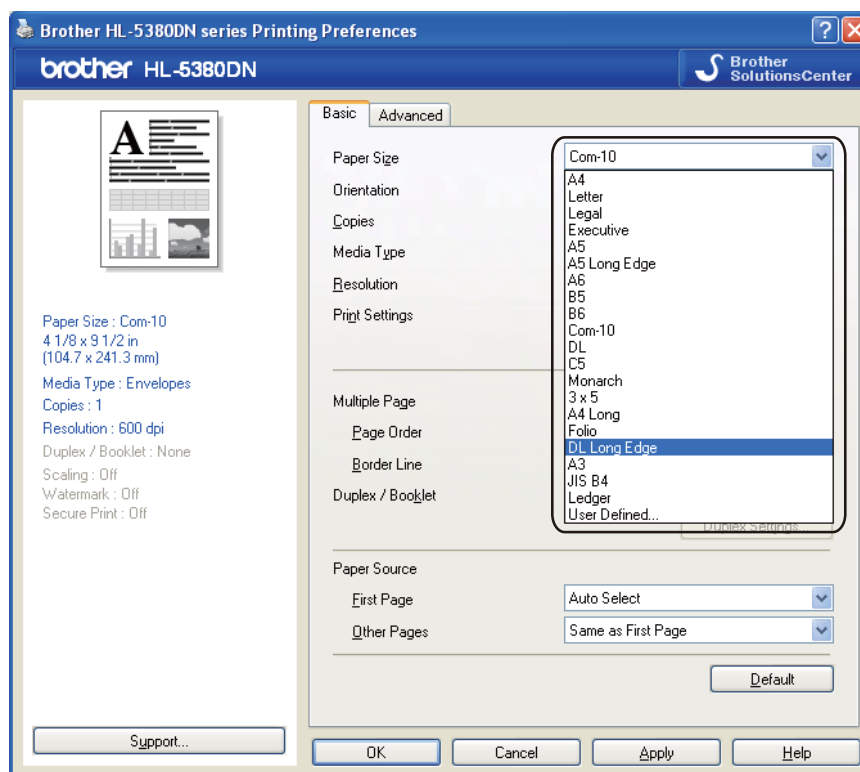 Brother HL-5380DN series Printing Preferences
brother HL-5380DN
Brother
SolutionsCenter
A
Paper Size : Com-10
4 1/8 x 9 1/2 in
(104.7 x 241.3 mm)
Media Type : Envelopes
Copies : 1
Resolution : 600 dpi
Duplex / Booklet : None
Scaling : Off
Watermark : Off
Secure Print : Off
Support...
Basic
Advanced
Paper Size
Com-10
Orientation
Copies
Media Type
Resolution
Print Settings
A4
Letter
Legal
Executive
A5
A5 Long Edge
A6
B5
B6
Com-10
DL
C5
Monarch
3 x 5
A4 Long
Folio
DL Long Edge
A3
JIS B4
Ledger
User Defined...
Multiple Page
Page Order
Border Line
Duplex / Booklet
Duplex Settings...
Paper Source
First Page
Auto Select
Other Pages
Same as First Page
Default
OK
Cancel
Apply
Help